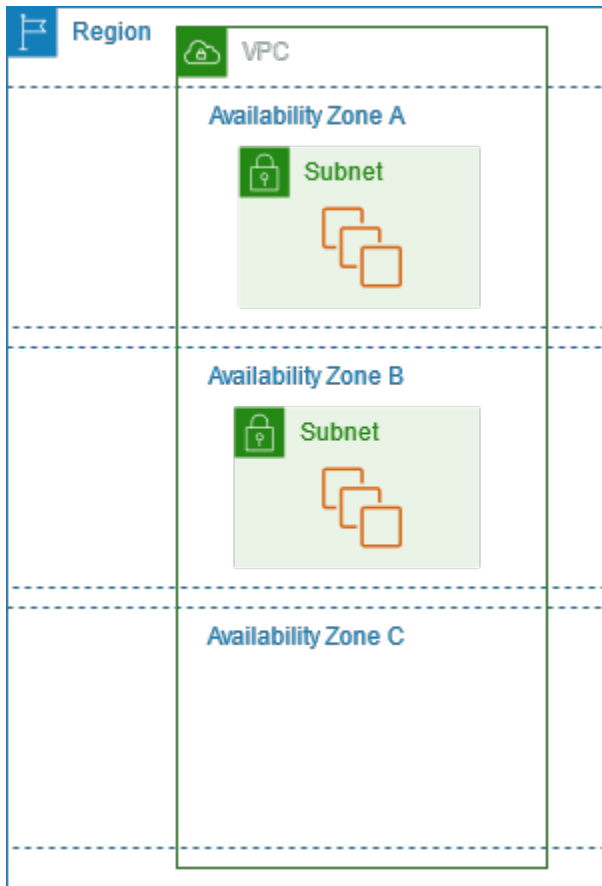 Region
VPC
Availability Zone A
Subnet
Availability Zone B
Subnet
Availability Zone C